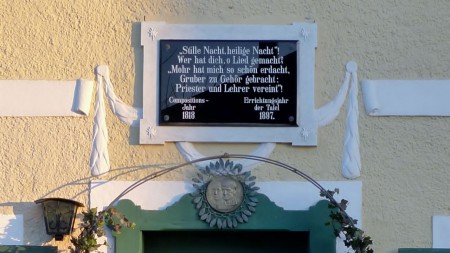 „Stille Nacht, heilige Nacht"!
Wer hat dich, o Lied gemacht?
„Mohr hat mich so schön erdacht,
Gruber zu Gehör gebracht:
Priester und Lehrer vereint"!
Compositions-
Jahr
1818
Errichtungsjahr
der Tafel
1897.